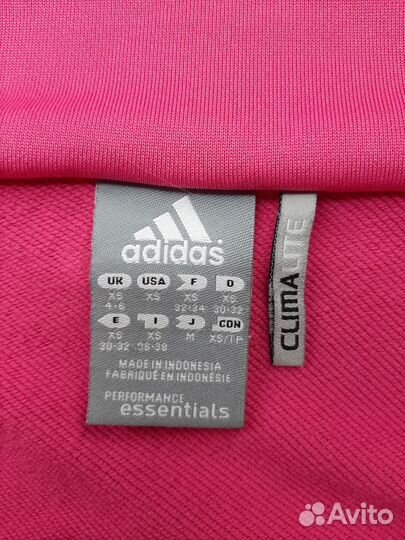 adidas
UK USA F D
XS XS XS XS
4-6 32-34 30-32
E I J CDN
XS XS M XS/TP
30-32 36-38
MADE IN INDONESIA
FABRIQUÉ EN INDONÉSIE
PERFORMANCE
essentials
CLIMALITE
Avito